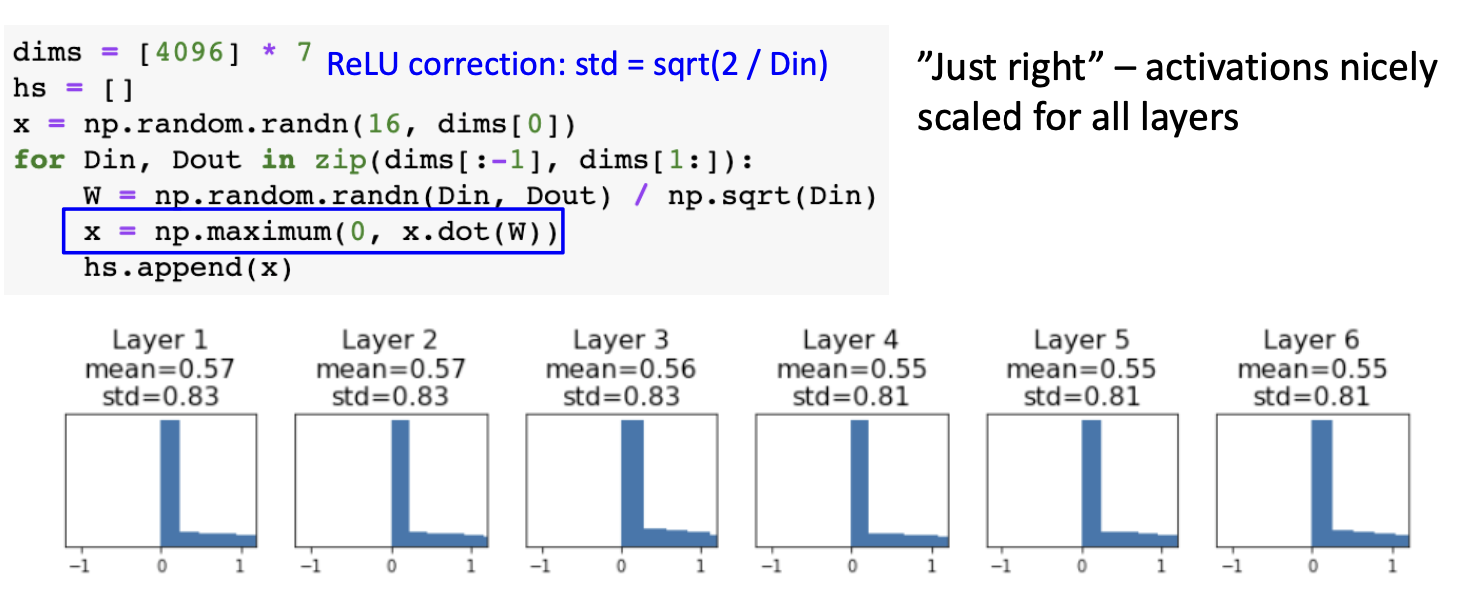 dims = [4096] * 7 ReLU correction: std = sqrt(2 / Din)
hs = []
x = np.random.randn(16, dims[0])
for Din, Dout in zip(dims[:-1], dims[1:]):
    W = np.random.randn(Din, Dout) / np.sqrt(Din)
    x = np.maximum(0, x.dot(W))
    hs.append(x)
”Just right” – activations nicely
scaled for all layers
Layer 1
mean=0.57
std=0.83
−1 0 1
Layer 2
mean=0.57
std=0.83
−1 0 1
Layer 3
mean=0.56
std=0.83
−1 0 1
Layer 4
mean=0.55
std=0.81
−1 0 1
Layer 5
mean=0.55
std=0.81
−1 0 1
Layer 6
mean=0.55
std=0.81
−1 0 1